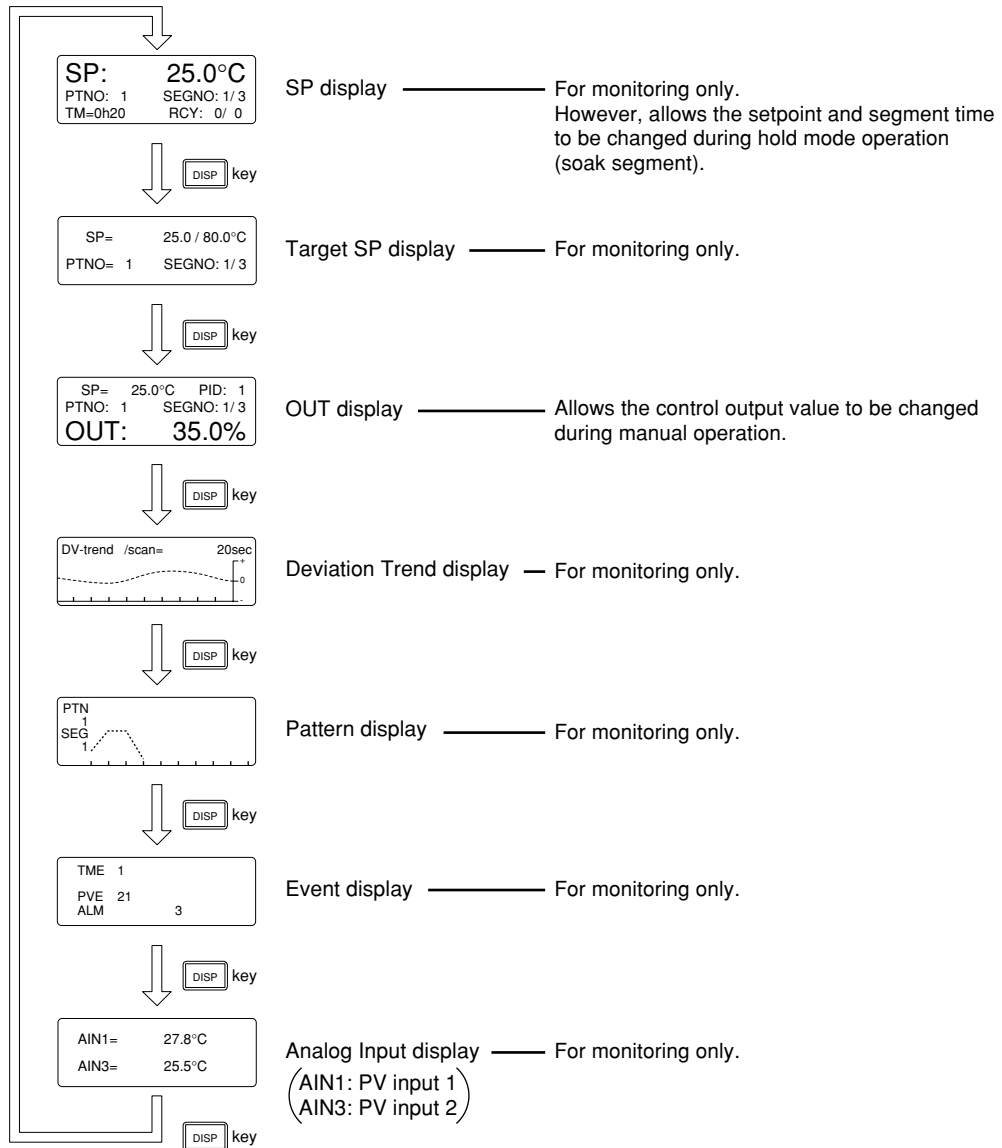 SP: 25.0°C
PTNO: 1 SEGNO: 1/ 3
TM=0h20 RCY: 0/ 0
SP display
For monitoring only.
However, allows the setpoint and segment time
to be changed during hold mode operation
(soak segment).
DISP key
SP= 25.0 / 80.0°C
PTNO= 1 SEGNO: 1/ 3
Target SP display
For monitoring only.
DISP key
SP= 25.0°C PID: 1
PTNO: 1 SEGNO: 1/ 3
OUT: 35.0%
OUT display
Allows the control output value to be changed
during manual operation.
DISP key
DV-trend /scan= 20sec
+
0
-
Deviation Trend display
For monitoring only.
DISP key
PTN
1
SEG
1
Pattern display
For monitoring only.
DISP key
TME 1
PVE 21
ALM 3
Event display
For monitoring only.
DISP key
AIN1= 27.8°C
AIN3= 25.5°C
Analog Input display
For monitoring only.
(AIN1: PV input 1
AIN3: PV input 2)
DISP key